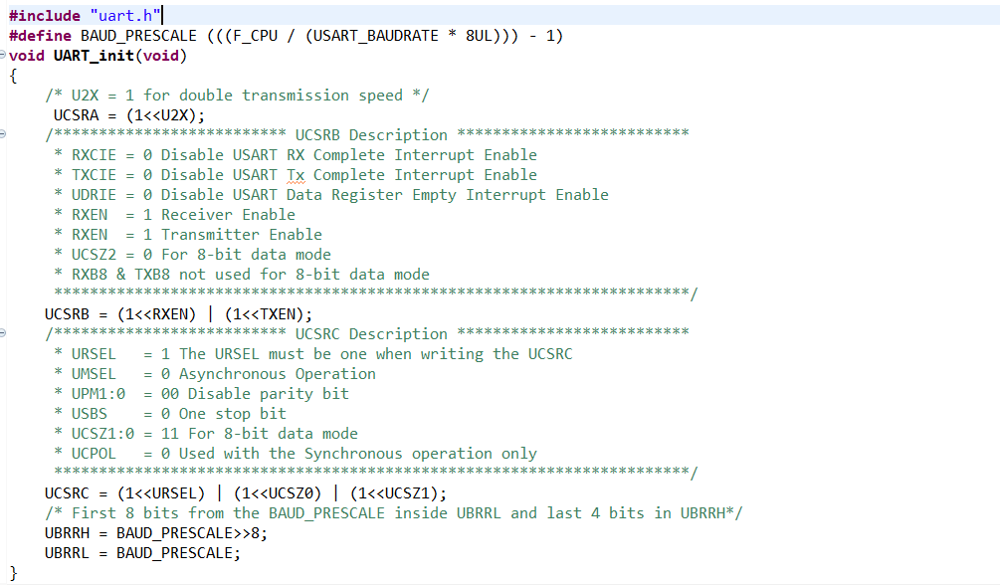 #include "uart.h"
#define BAUD_PRESCALE (((F_CPU / (USART_BAUDRATE * 8UL))) - 1)
void UART_init(void)
{
    /* U2X = 1 for double transmission speed */
     UCSRA = (1<<U2X);
    /************************** UCSRB Description **************************
     * RXCIE = 0 Disable USART RX Complete Interrupt Enable
     * TXCIE = 0 Disable USART Tx Complete Interrupt Enable
     * UDRIE = 0 Disable USART Data Register Empty Interrupt Enable
     * RXEN  = 1 Receiver Enable
     * RXEN  = 1 Transmitter Enable
     * UCSZ2 = 0 For 8-bit data mode
     * RXB8 & TXB8 not used for 8-bit data mode
     ***********************************************************************/
    UCSRB = (1<<RXEN) | (1<<TXEN);
    /************************** UCSRC Description **************************
     * URSEL   = 1 The URSEL must be one when writing the UCSRC
     * UMSEL   = 0 Asynchronous Operation
     * UPM1:0  = 00 Disable parity bit
     * USBS    = 0 One stop bit
     * UCSZ1:0 = 11 For 8-bit data mode
     * UCPOL   = 0 Used with the Synchronous operation only
     ***********************************************************************/
    UCSRC = (1<<URSEL) | (1<<UCSZ0) | (1<<UCSZ1);
    /* First 8 bits from the BAUD_PRESCALE inside UBRRL and last 4 bits in UBRRH*/
    UBRRH = BAUD_PRESCALE>>8;
    UBRRL = BAUD_PRESCALE;
}